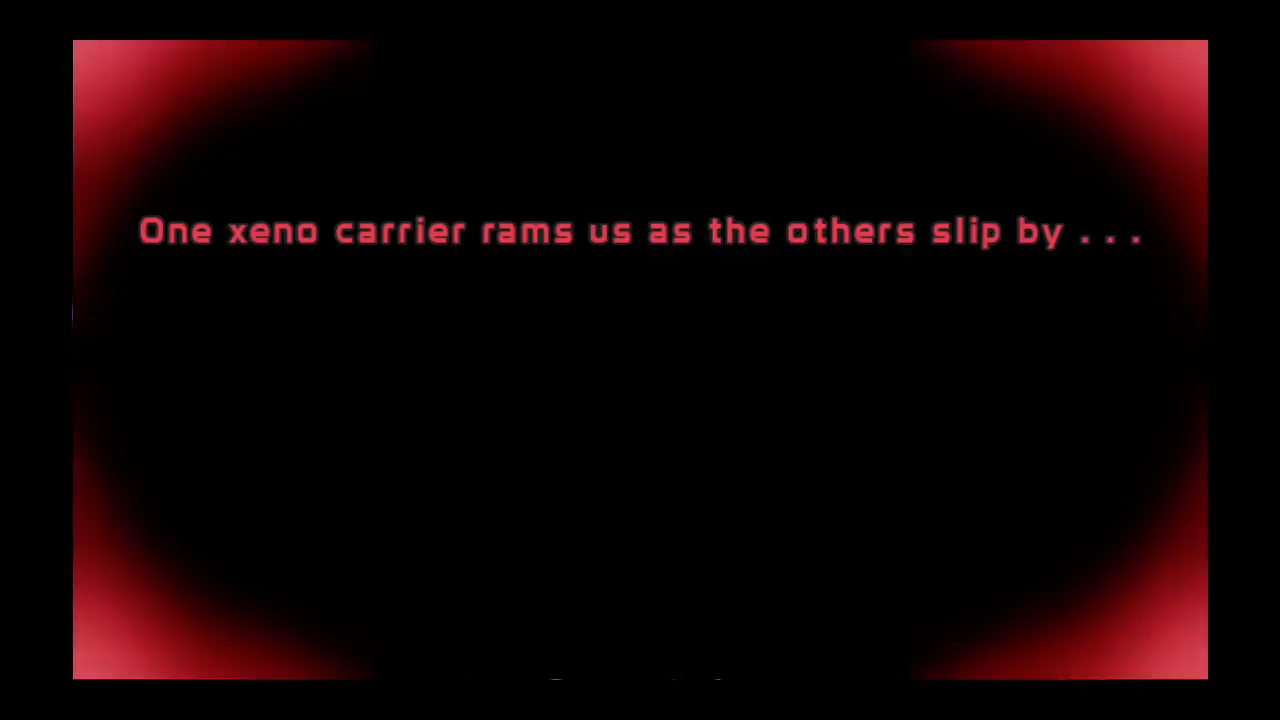 One xeno carrier rams us as the others slip by . . .